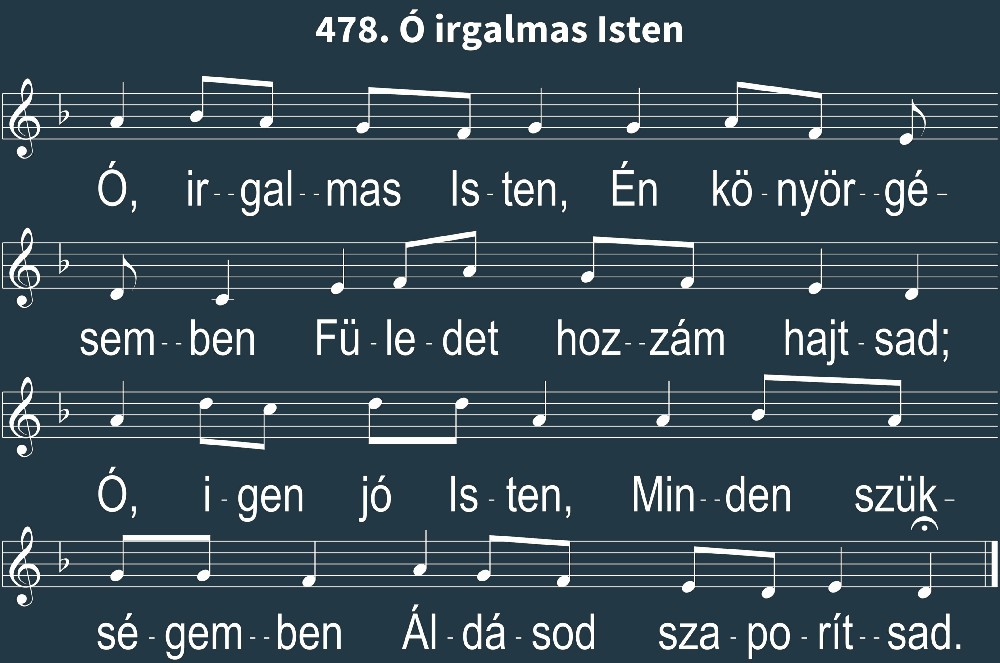 478. Ó irgalmas Isten
Ó, ir--gal--mas Is-ten, Én kö-nyör--gé-
sem--ben Fü-le-det hoz--zám hajt-sad;
Ó, i-gen jó Is-ten, Min--den szük-
sé-gem--ben Ál-dá-sod sza-po-rít--sad.